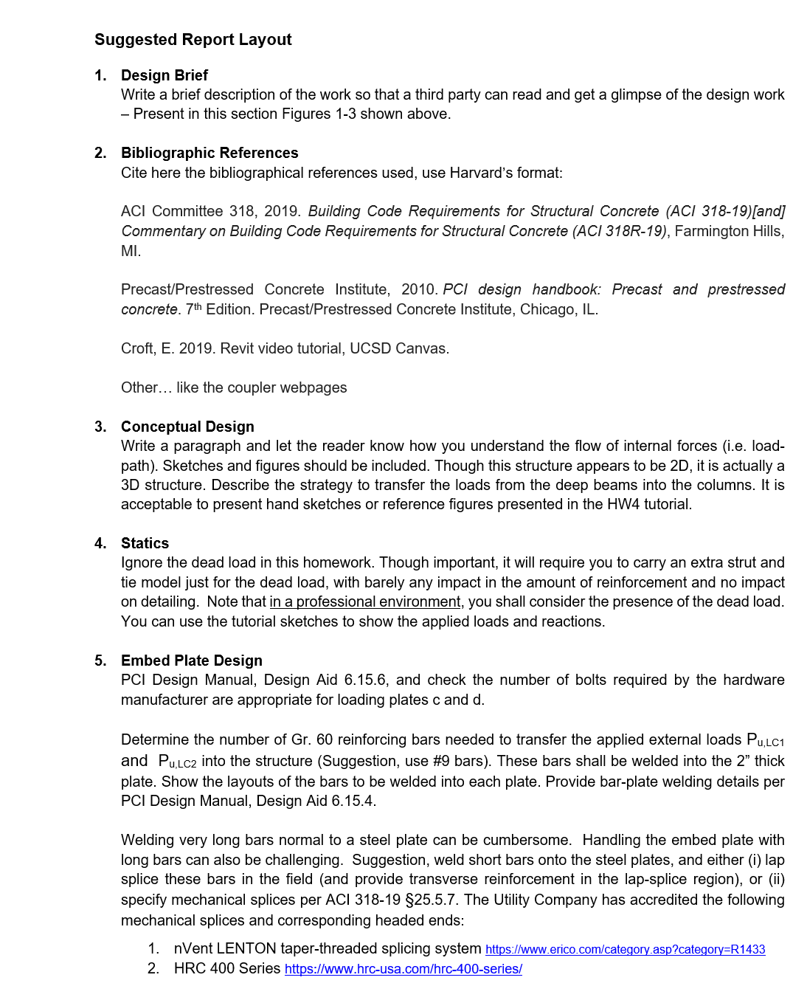 Suggested Report Layout
1. Design Brief
Write a brief description of the work so that a third party can read and get a glimpse of the design work
– Present in this section Figures 1-3 shown above.
2. Bibliographic References
Cite here the bibliographical references used, use Harvard's format:
ACI Committee 318, 2019. Building Code Requirements for Structural Concrete (ACI 318-19)[and]
Commentary on Building Code Requirements for Structural Concrete (ACI 318R-19), Farmington Hills,
MI.
Precast/Prestressed Concrete Institute, 2010. PCI design handbook: Precast and prestressed
concrete. 7th Edition. Precast/Prestressed Concrete Institute, Chicago, IL.
Croft, E. 2019. Revit video tutorial, UCSD Canvas.
Other… like the coupler webpages
3. Conceptual Design
Write a paragraph and let the reader know how you understand the flow of internal forces (i.e. load-
path). Sketches and figures should be included. Though this structure appears to be 2D, it is actually a
3D structure. Describe the strategy to transfer the loads from the deep beams into the columns. It is
acceptable to present hand sketches or reference figures presented in the HW4 tutorial.
4. Statics
Ignore the dead load in this homework. Though important, it will require you to carry an extra strut and
tie model just for the dead load, with barely any impact in the amount of reinforcement and no impact
on detailing. Note that in a professional environment, you shall consider the presence of the dead load.
You can use the tutorial sketches to show the applied loads and reactions.
5. Embed Plate Design
PCI Design Manual, Design Aid 6.15.6, and check the number of bolts required by the hardware
manufacturer are appropriate for loading plates c and d.
Determine the number of Gr. 60 reinforcing bars needed to transfer the applied external loads Pu,LC1
and Pu,LC2 into the structure (Suggestion, use #9 bars). These bars shall be welded into the 2" thick
plate. Show the layouts of the bars to be welded into each plate. Provide bar-plate welding details per
PCI Design Manual, Design Aid 6.15.4.
Welding very long bars normal to a steel plate can be cumbersome. Handling the embed plate with
long bars can also be challenging. Suggestion, weld short bars onto the steel plates, and either (i) lap
splice these bars in the field (and provide transverse reinforcement in the lap-splice region), or (ii)
specify mechanical splices per ACI 318-19 §25.5.7. The Utility Company has accredited the following
mechanical splices and corresponding headed ends:
1. nVent LENTON taper-threaded splicing system https://www.erico.com/category.asp?category=R1433
2. HRC 400 Series https://www.hrc-usa.com/hrc-400-series/